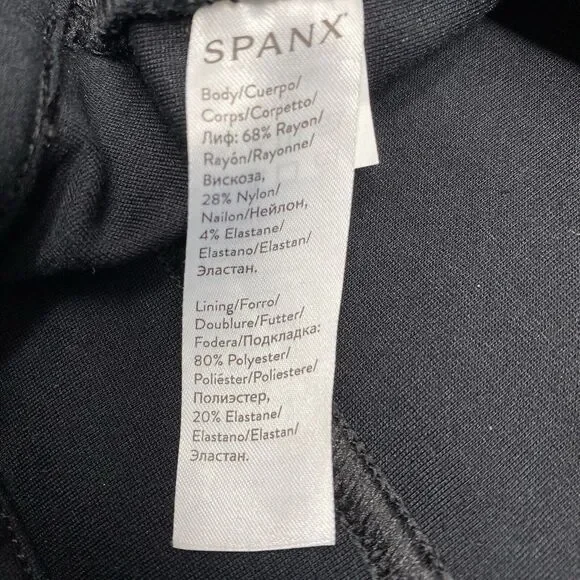 SPANX®
Body/Cuerpo/
Corps/Corpetto/
Лиф: 68% Rayon/
Rayón/Rayonne/
Вискоза,
28% Nylon/
Nailon/Нейлон,
4% Elastane/
Elastano/Elastan/
Эластан.
Lining/Forro/
Doublure/Futter/
Fodera/Подкладка:
80% Polyester/
Poliéster/Poliestere/
Полиэстер,
20% Elastane/
Elastano/Elastan/
Эластан.